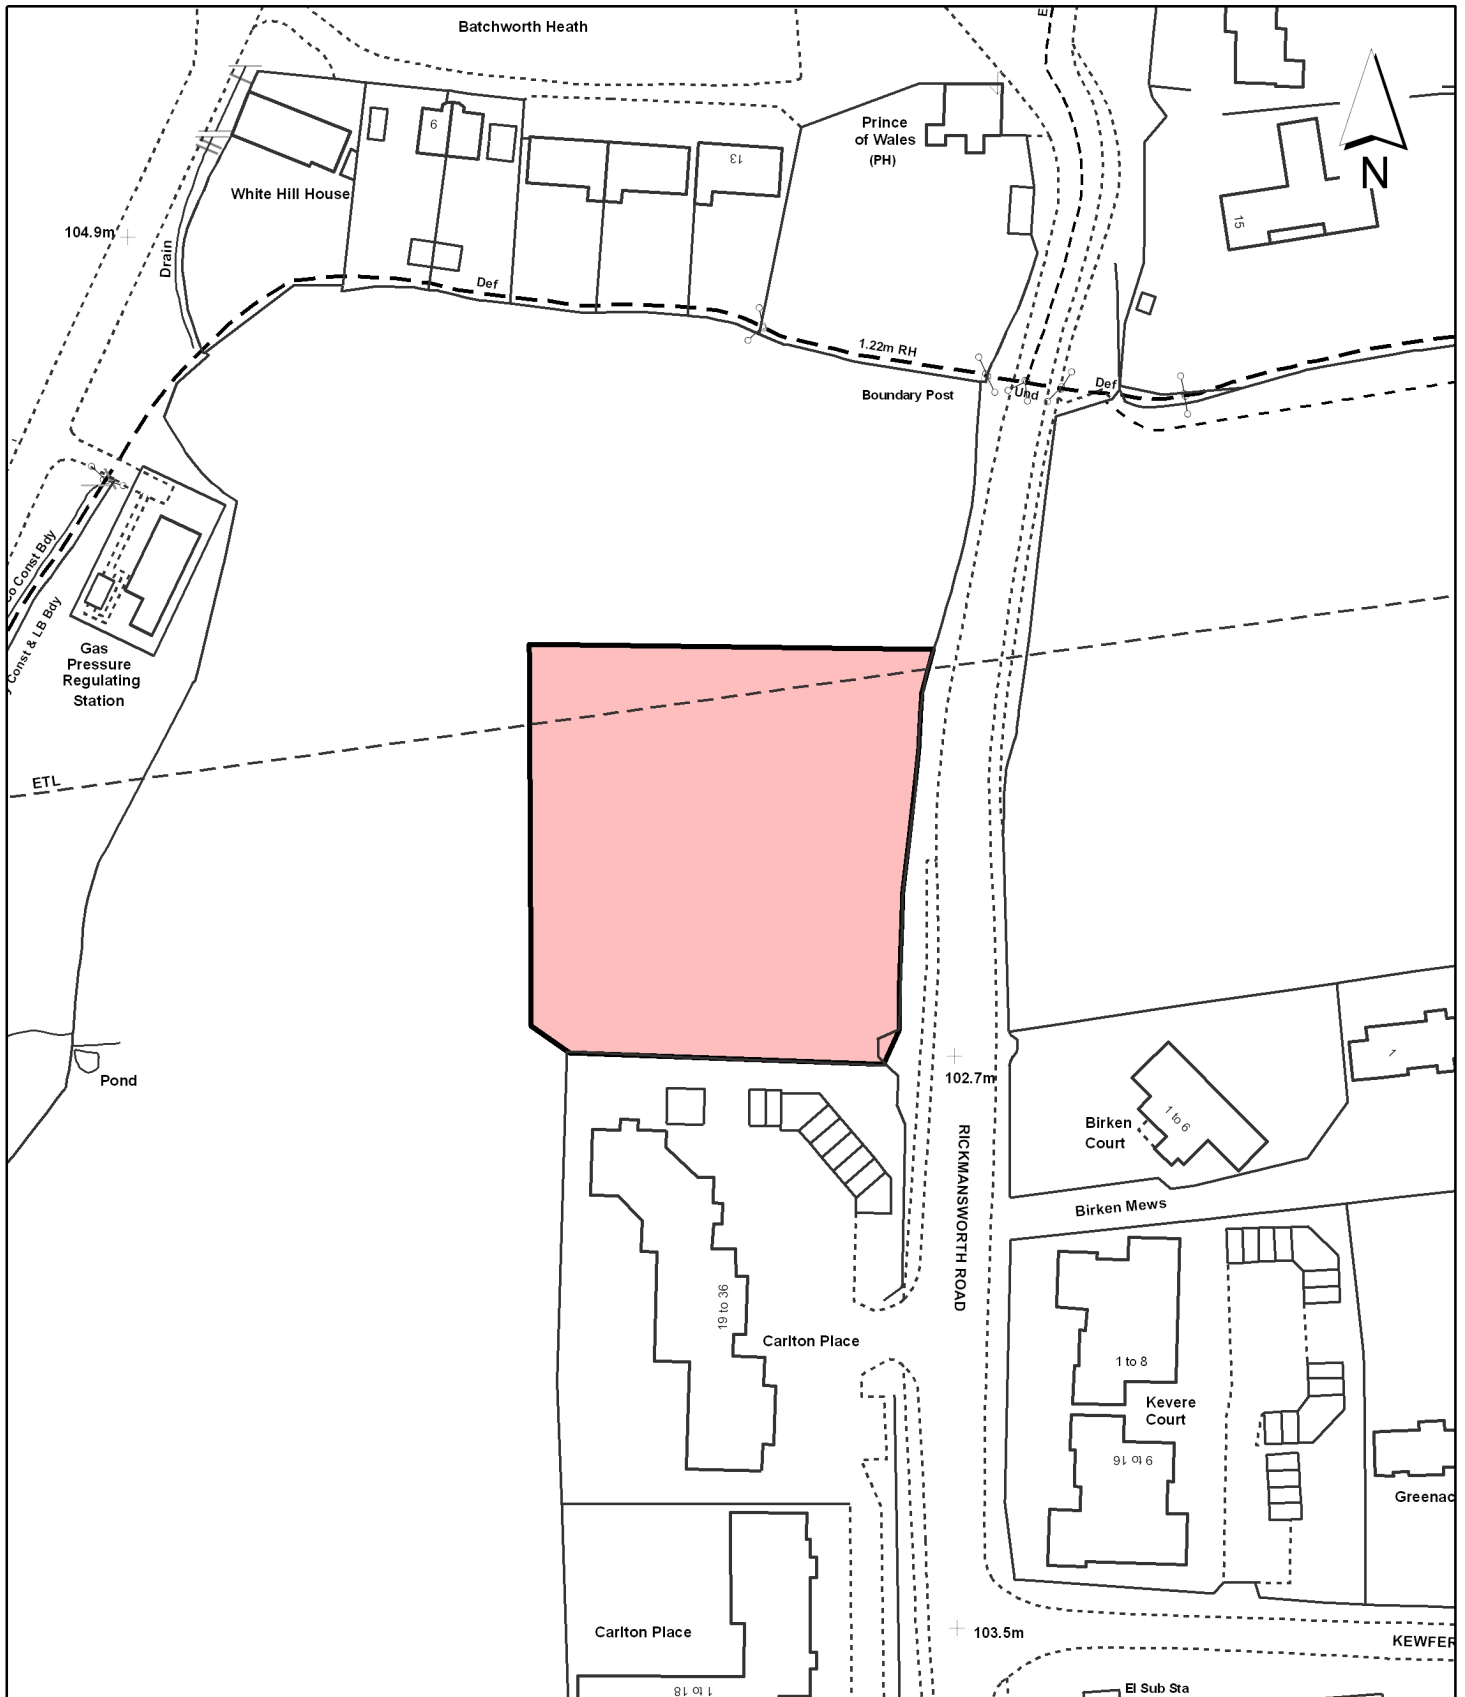 Batchworth Heath
E
N
Prince
of Wales
(PH)
6
13
15
White Hill House
104.9m
Drain
Def
1.22m RH
Boundary Post
Und
Def
Co Const Bdy
y Const & LB Bdy
Gas
Pressure
Regulating
Station
ETL
Pond
102.7m
RICKMANSWORTH ROAD
1
1 to 6
Birken
Court
Birken Mews
19 to 36
Carlton Place
1 to 8
Kevere
Court
9 to 16
Greenac
Carlton Place
1 to 18
103.5m
KEWFER
El Sub Sta